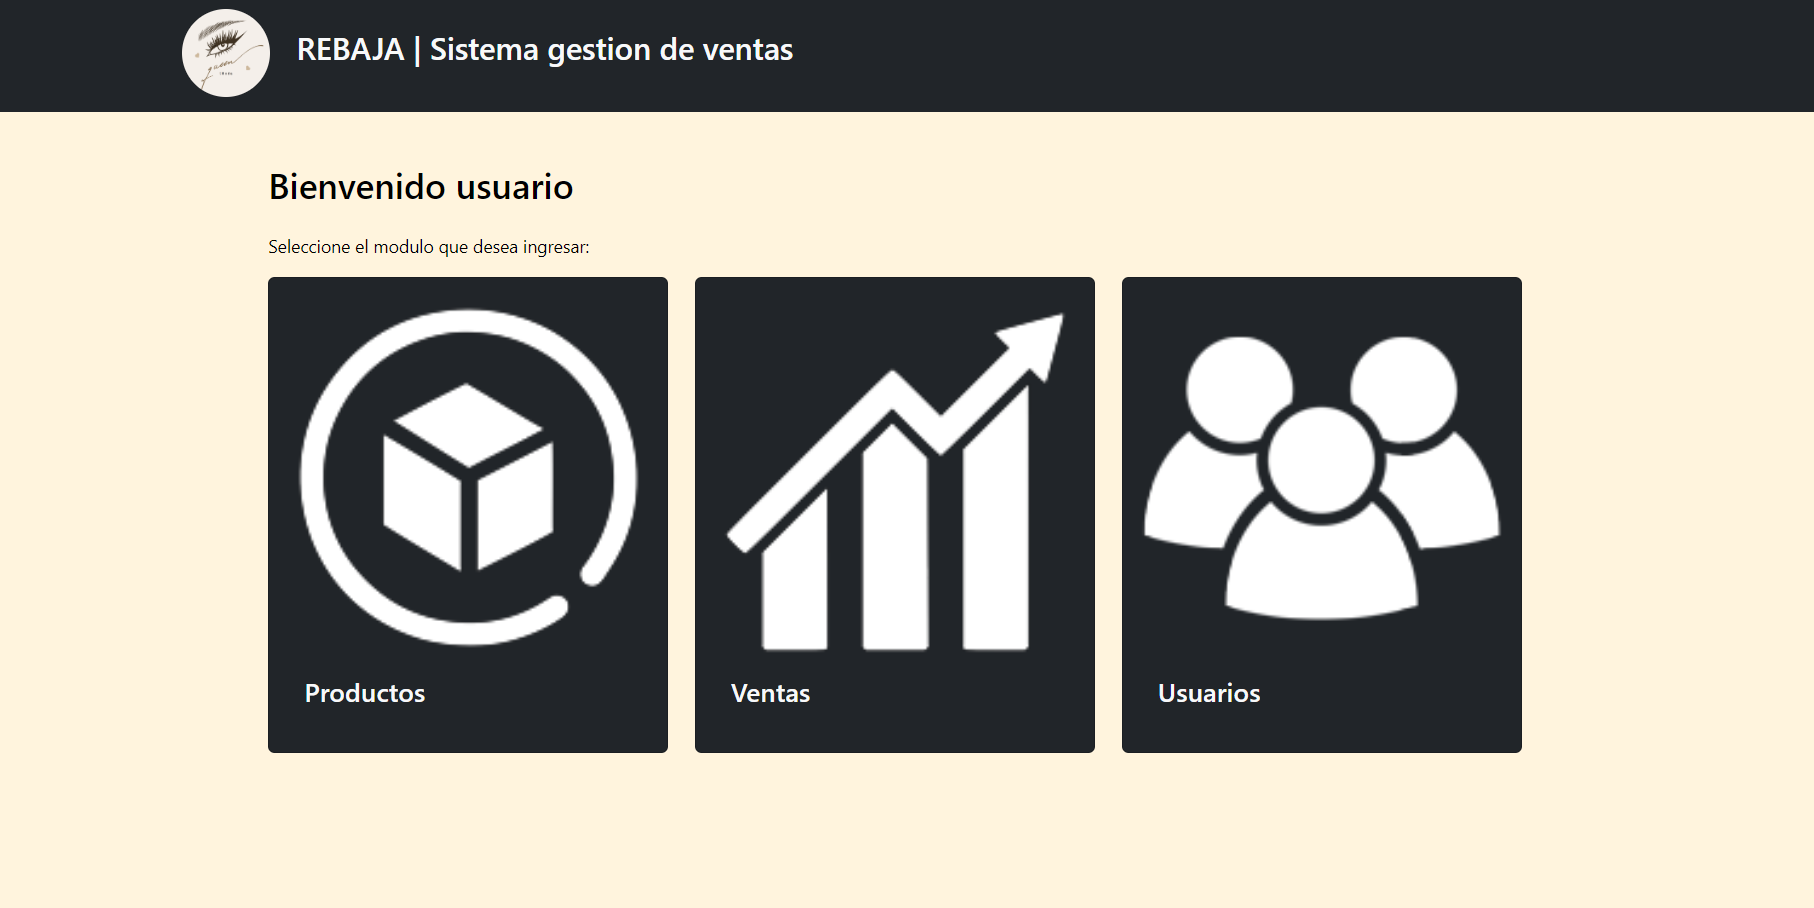 REBAJA | Sistema gestion de ventas
Bienvenido usuario
Seleccione el modulo que desea ingresar:
Productos
Ventas
Usuarios